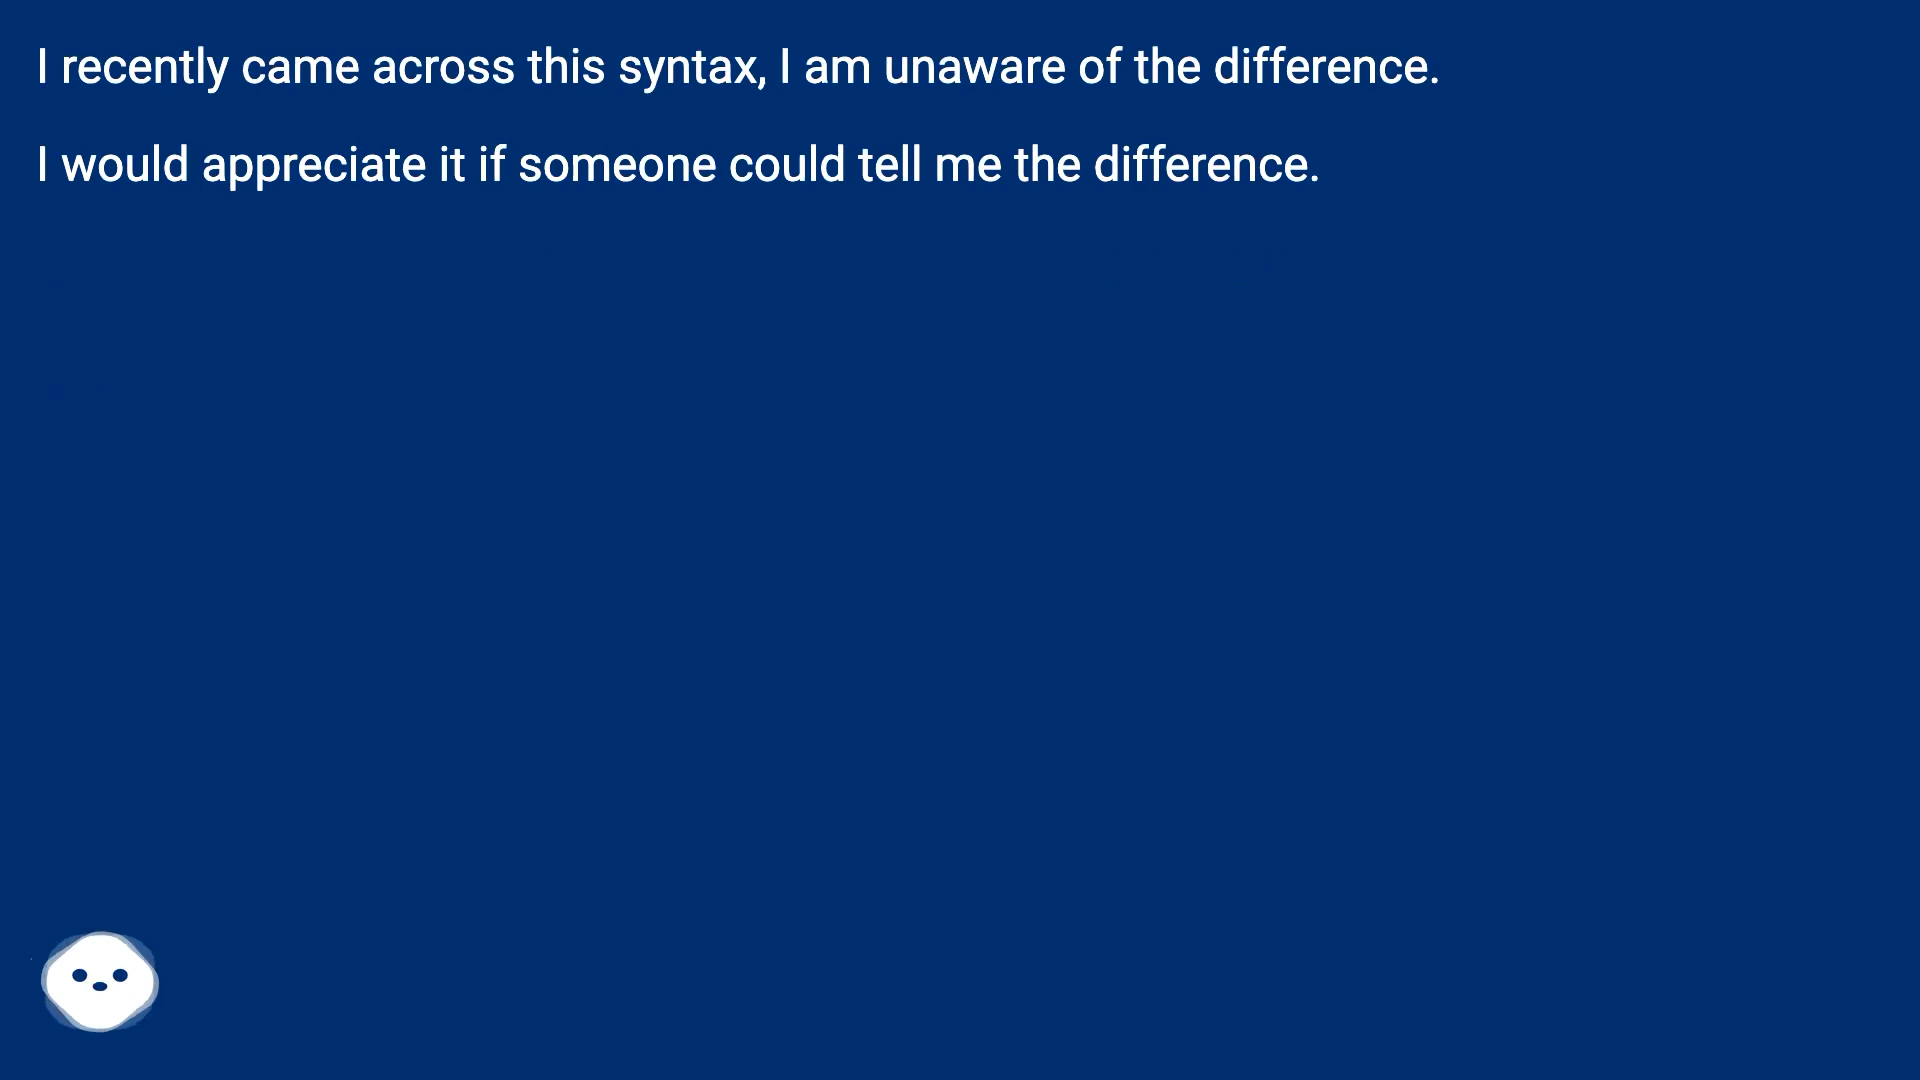 I recently came across this syntax, I am unaware of the difference.
I would appreciate it if someone could tell me the difference.